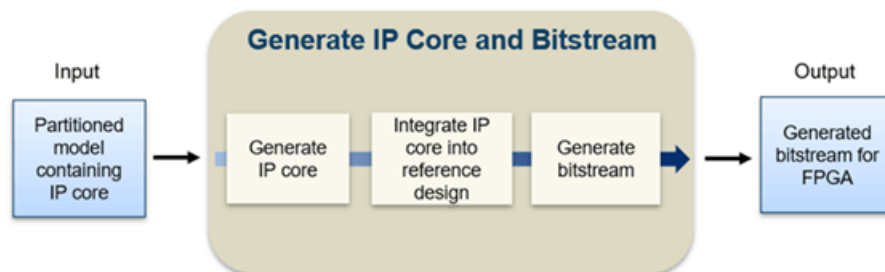 Generate IP Core and Bitstream
Input
Output
Partitioned
model
containing
IP core
Generate
IP core
Integrate IP
core into
reference
design
Generate
bitstream
Generated
bitstream for
FPGA